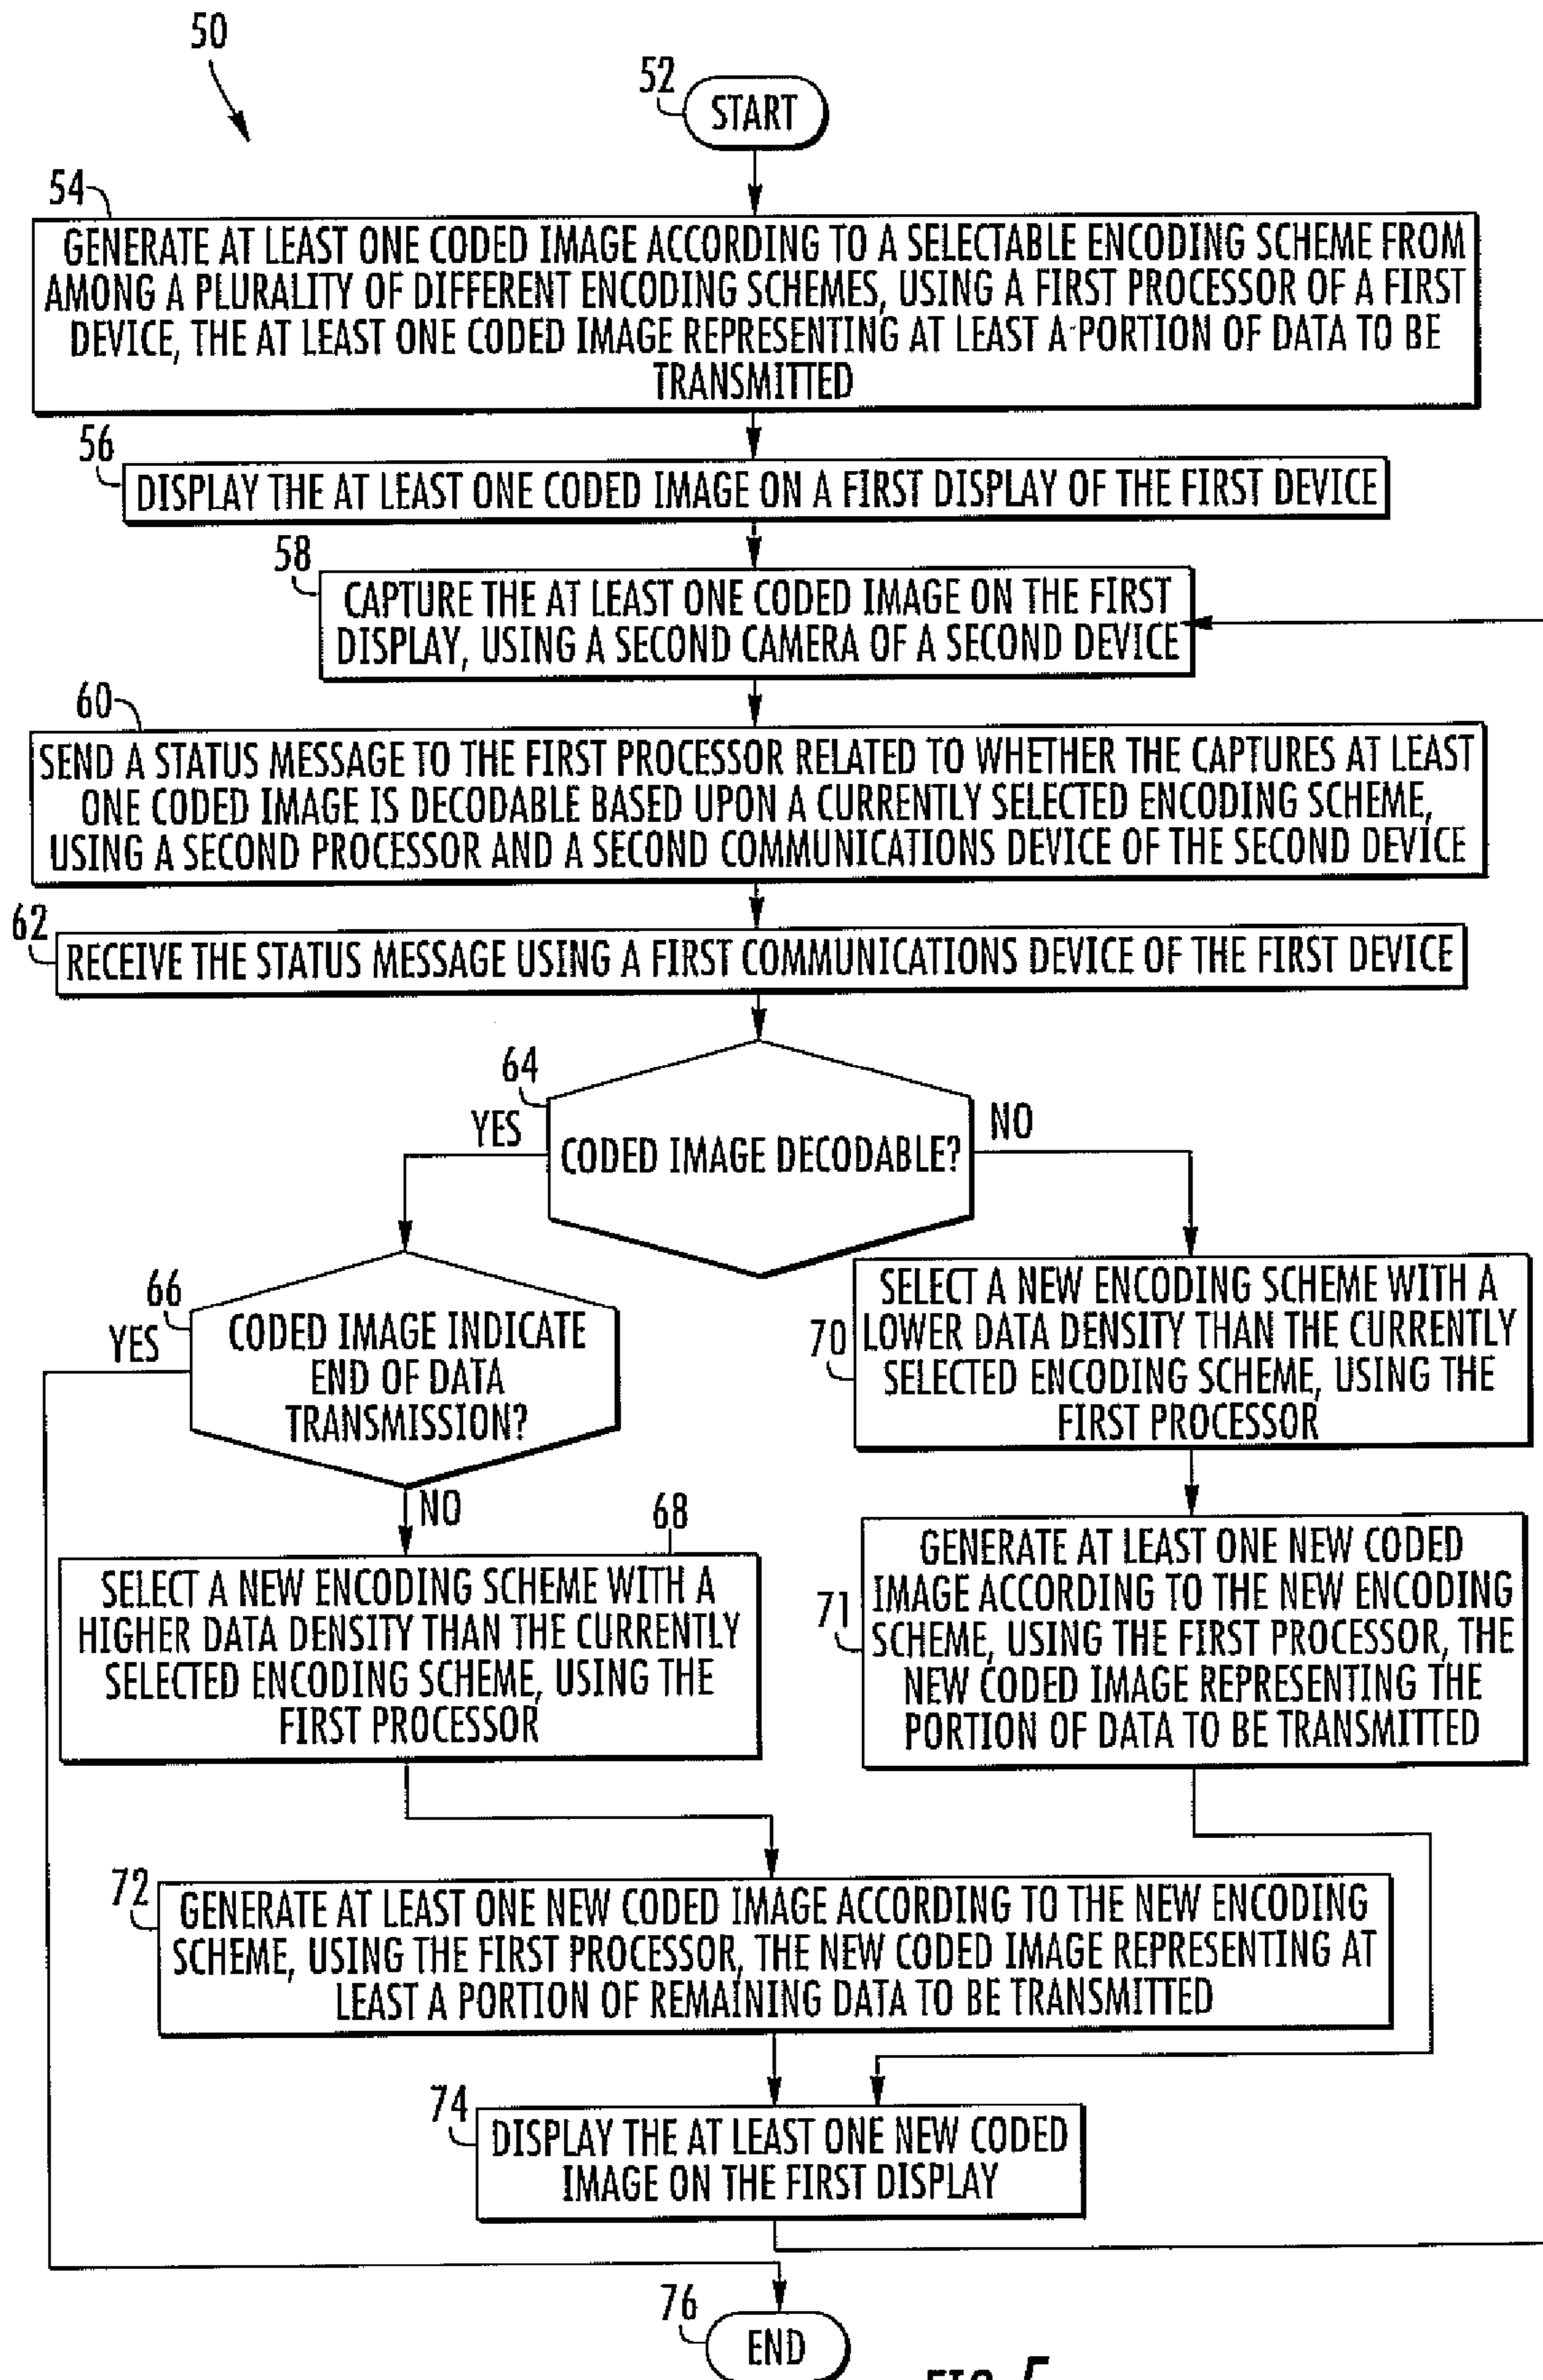 50
52
START
54
GENERATE AT LEAST ONE CODED IMAGE ACCORDING TO A SELECTABLE ENCODING SCHEME FROM
AMONG A PLURALITY OF DIFFERENT ENCODING SCHEMES, USING A FIRST PROCESSOR OF A FIRST
DEVICE, THE AT LEAST ONE CODED IMAGE REPRESENTING AT LEAST A PORTION OF DATA TO BE
TRANSMITTED
56
DISPLAY THE AT LEAST ONE CODED IMAGE ON A FIRST DISPLAY OF THE FIRST DEVICE
58
CAPTURE THE AT LEAST ONE CODED IMAGE ON THE FIRST
DISPLAY, USING A SECOND CAMERA OF A SECOND DEVICE
60
SEND A STATUS MESSAGE TO THE FIRST PROCESSOR RELATED TO WHETHER THE CAPTURES AT LEAST
ONE CODED IMAGE IS DECODABLE BASED UPON A CURRENTLY SELECTED ENCODING SCHEME,
USING A SECOND PROCESSOR AND A SECOND COMMUNICATIONS DEVICE OF THE SECOND DEVICE
62
RECEIVE THE STATUS MESSAGE USING A FIRST COMMUNICATIONS DEVICE OF THE FIRST DEVICE
64
YES
NO
CODED IMAGE DECODABLE?
66
YES
CODED IMAGE INDICATE
END OF DATA
TRANSMISSION?
NO
70
SELECT A NEW ENCODING SCHEME WITH A
LOWER DATA DENSITY THAN THE CURRENTLY
SELECTED ENCODING SCHEME, USING THE
FIRST PROCESSOR
68
SELECT A NEW ENCODING SCHEME WITH A
HIGHER DATA DENSITY THAN THE CURRENTLY
SELECTED ENCODING SCHEME, USING THE
FIRST PROCESSOR
71
GENERATE AT LEAST ONE NEW CODED
IMAGE ACCORDING TO THE NEW ENCODING
SCHEME, USING THE FIRST PROCESSOR, THE
NEW CODED IMAGE REPRESENTING THE
PORTION OF DATA TO BE TRANSMITTED
72
GENERATE AT LEAST ONE NEW CODED IMAGE ACCORDING TO THE NEW ENCODING
SCHEME, USING THE FIRST PROCESSOR, THE NEW CODED IMAGE REPRESENTING AT
LEAST A PORTION OF REMAINING DATA TO BE TRANSMITTED
74
DISPLAY THE AT LEAST ONE NEW CODED
IMAGE ON THE FIRST DISPLAY
76
END